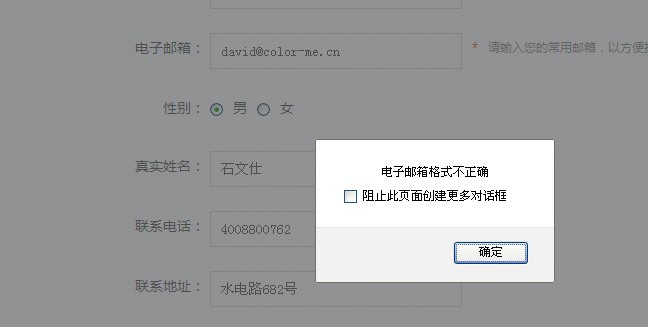 电子邮箱： david@color-me.cn * 请输入您的常用邮箱，以方便
性别： 男 女
真实姓名： 石文仕
电子邮箱格式不正确
阻止此页面创建更多对话框
确定
联系电话： 4008800762
联系地址： 水电路682号